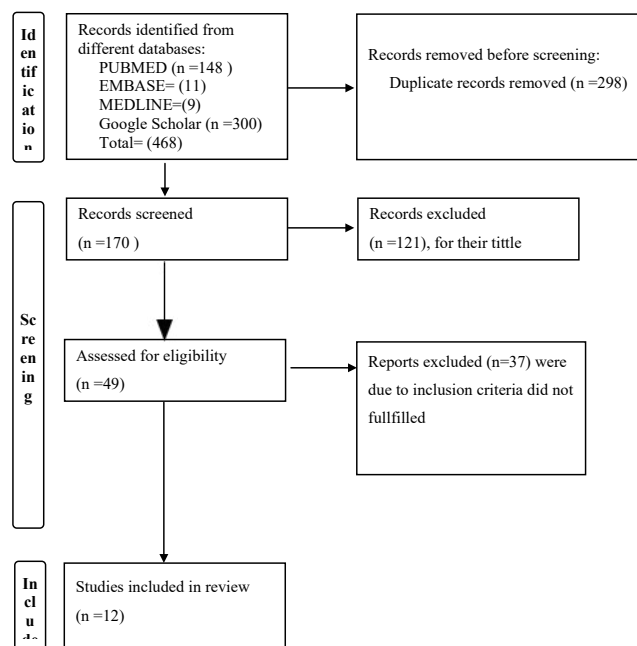 Id
en
tif
ic
at
io
n
Records identified from
different databases:
PUBMED (n =148 )
EMBASE= (11)
MEDLINE=(9)
Google Scholar (n =300)
Total= (468)
Records removed before screening:
Duplicate records removed (n =298)
Sc
re
en
in
g
Records screened
(n =170 )
Records excluded
(n =121), for their tittle
Assessed for eligibility
(n =49)
Reports excluded (n=37) were
due to inclusion criteria did not
fullfilled
In
cl
u
Studies included in review
(n =12)